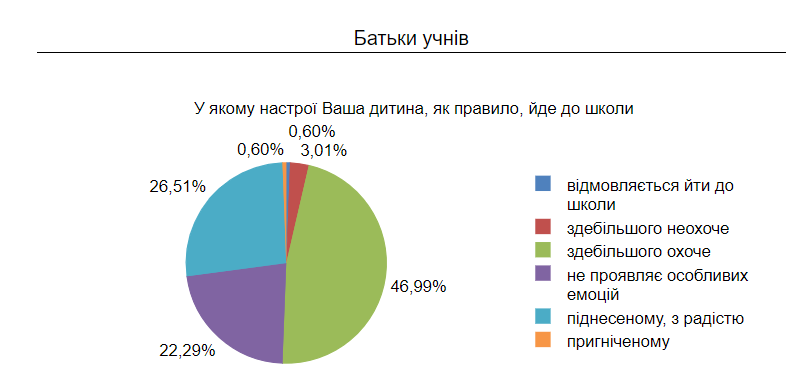 Батьки учнів
У якому настрої Ваша дитина, як правило, йде до школи
0,60%
0,60%
3,01%
26,51%
46,99%
22,29%
відмовляється йти до
школи
здебільшого неохоче
здебільшого охоче
не проявляє особливих
емоцій
піднесеному, з радістю
пригніченому